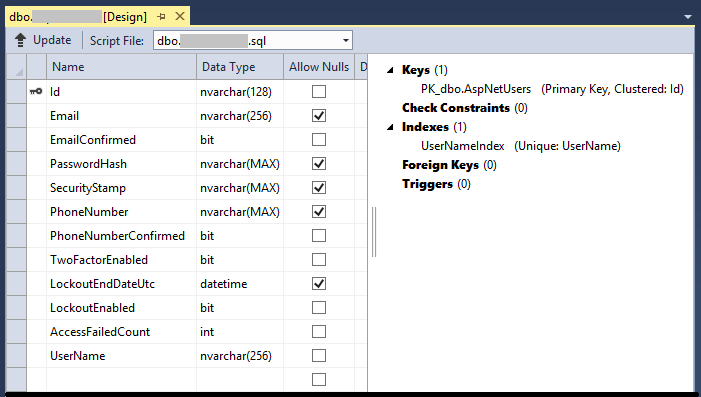 dbo. [Design]
Update Script File: dbo. .sql
Name Data Type Allow Nulls D
Id nvarchar(128)
Email nvarchar(256)
EmailConfirmed bit
PasswordHash nvarchar(MAX)
SecurityStamp nvarchar(MAX)
PhoneNumber nvarchar(MAX)
PhoneNumberConfirmed bit
TwoFactorEnabled bit
LockoutEndDateUtc datetime
LockoutEnabled bit
AccessFailedCount int
UserName nvarchar(256)
Keys (1)
PK_dbo.AspNetUsers (Primary Key, Clustered: Id)
Check Constraints (0)
Indexes (1)
UserNameIndex (Unique: UserName)
Foreign Keys (0)
Triggers (0)